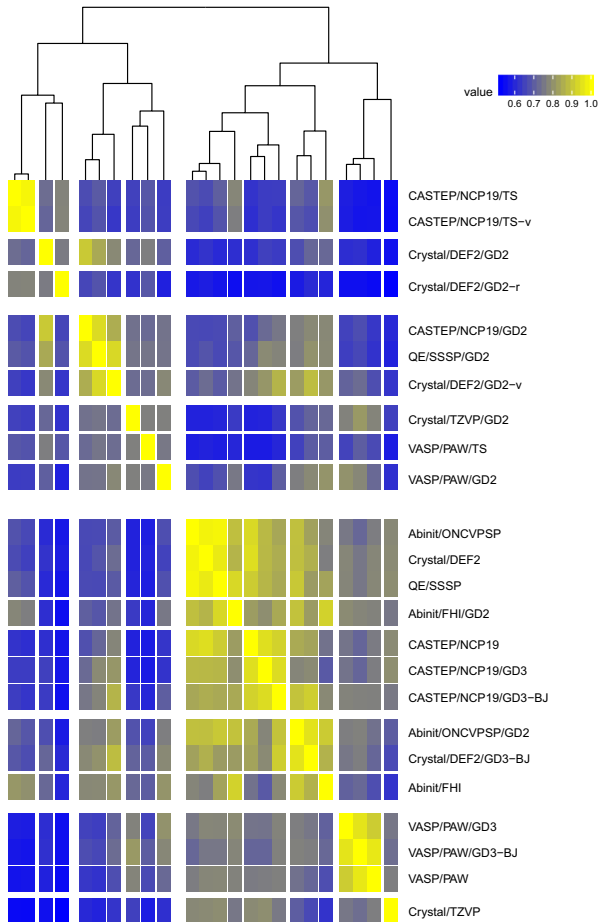 value
0.6 0.7 0.8 0.9 1.0
CASTEP/NCP19/TS
CASTEP/NCP19/TS−v
Crystal/DEF2/GD2
Crystal/DEF2/GD2−r
CASTEP/NCP19/GD2
QE/SSSP/GD2
Crystal/DEF2/GD2−v
Crystal/TZVP/GD2
VASP/PAW/TS
VASP/PAW/GD2
Abinit/ONCVPSP
Crystal/DEF2
QE/SSSP
Abinit/FHI/GD2
CASTEP/NCP19
CASTEP/NCP19/GD3
CASTEP/NCP19/GD3−BJ
Abinit/ONCVPSP/GD2
Crystal/DEF2/GD3−BJ
Abinit/FHI
VASP/PAW/GD3
VASP/PAW/GD3−BJ
VASP/PAW
Crystal/TZVP